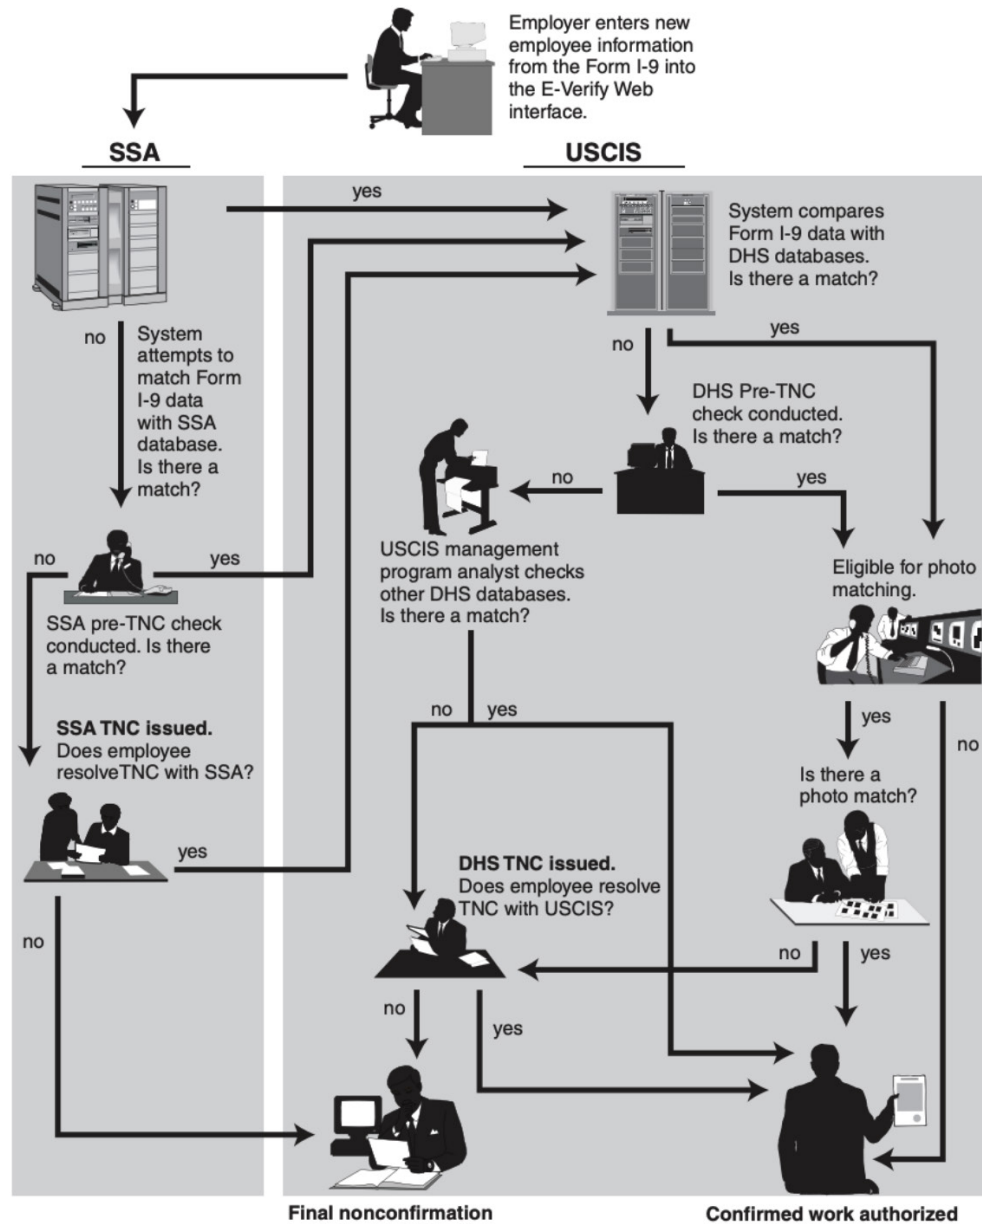 Employer enters new
employee information
from the Form I-9 into
the E-Verify Web
interface.
SSA
USCIS
yes
System compares
Form I-9 data with
DHS databases.
Is there a match?
no
System
attempts to
match Form
I-9 data
with SSA
database.
Is there a
match?
no
yes
DHS Pre-TNC
check conducted.
Is there a match?
no
yes
no
yes
SSA pre-TNC check
conducted. Is there
a match?
USCIS management
program analyst checks
other DHS databases.
Is there a match?
Eligible for photo
matching.
no
yes
yes
no
SSA TNC issued.
Does employee
resolveTNC with SSA?
Is there a
photo match?
yes
no
DHS TNC issued.
Does employee resolve
TNC with USCIS?
no
yes
no
yes
Final nonconfirmation
Confirmed work authorized